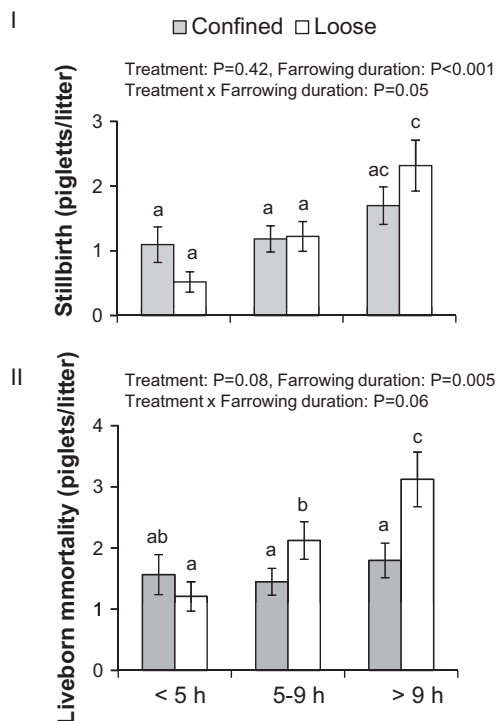 I
Confined Loose
Treatment: P=0.42, Farrowing duration: P<0.001
Treatment x Farrowing duration: P=0.05
Stillbirth (pigletts/litter)
3
2
1
0
a
a
a
a
ac
c
II
Treatment: P=0.08, Farrowing duration: P=0.005
Treatment x Farrowing duration: P=0.06
Liveborn mmortality (piglets/litter)
4
3
2
1
0
ab
a
a
b
a
c
< 5 h
5-9 h
> 9 h